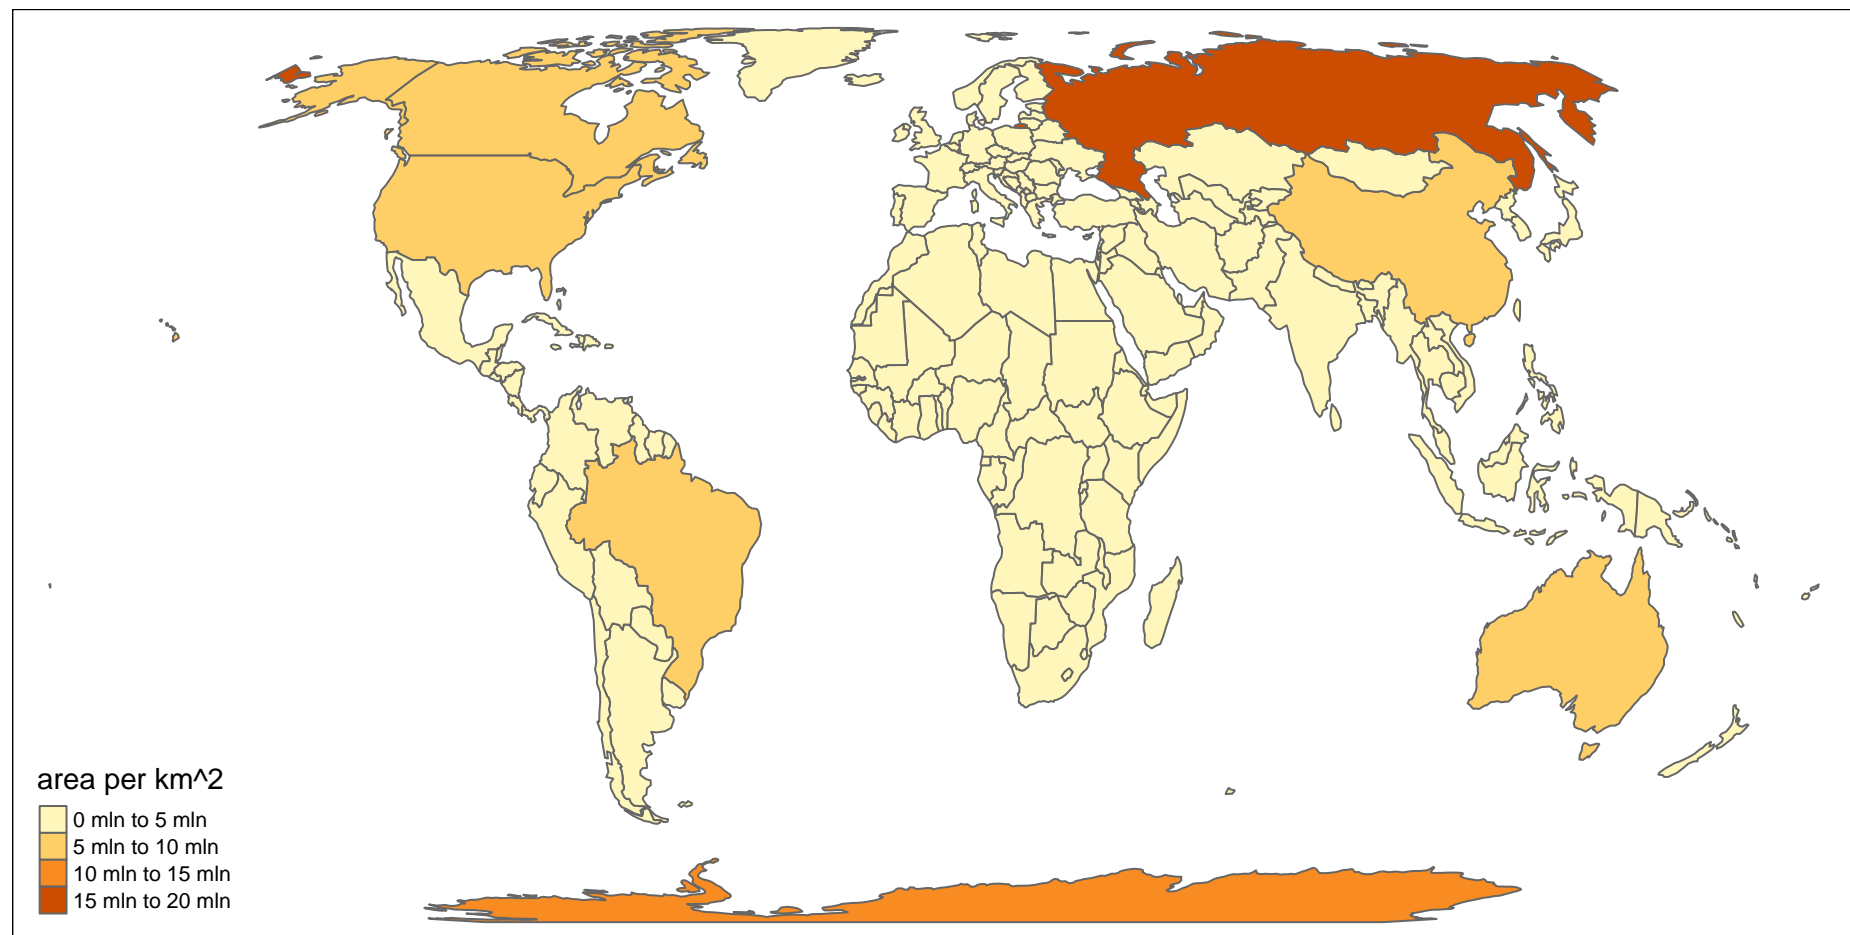 area per km^2
0 mln to 5 mln
5 mln to 10 mln
10 mln to 15 mln
15 mln to 20 mln